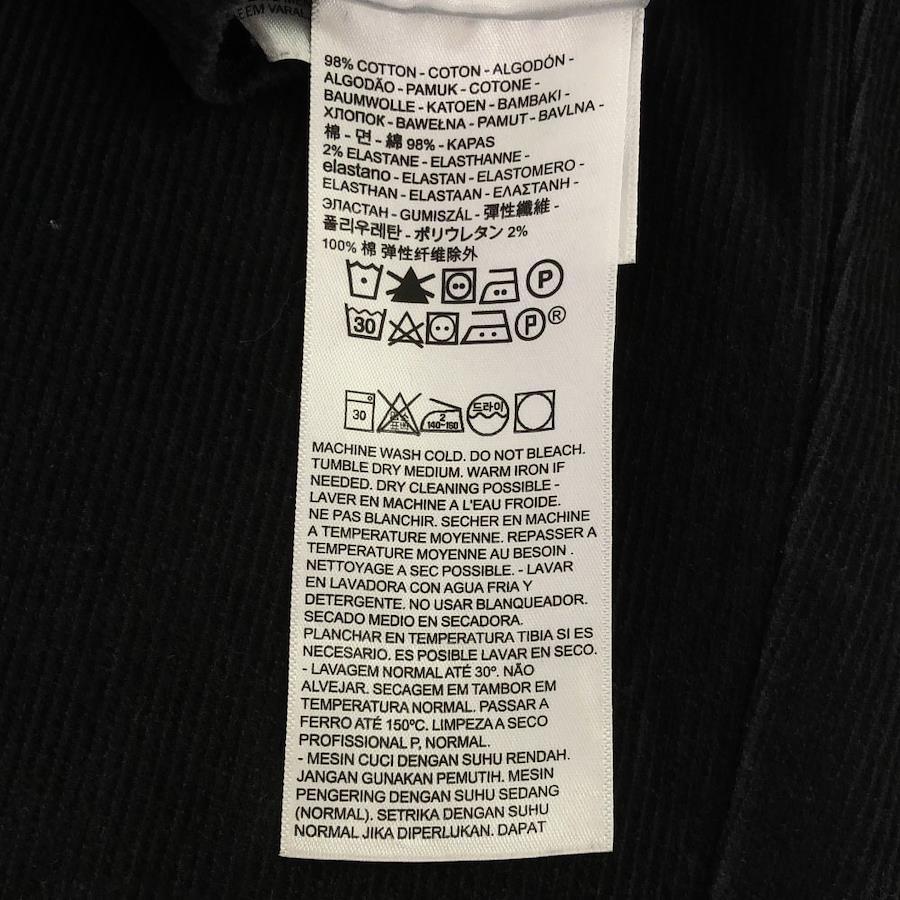 EEM VARAL
98% COTTON - COTON - ALGODÓN -
ALGODÃO - PAMUK - COTONE -
BAUMWOLLE - KATOEN - BAMBAKI -
ХЛОПОК - BAWEŁNA - PAMUT - BAVLNA -
棉 - 면 - 綿 98% - KAPAS
2% ELASTANE - ELASTHANNE -
elastano - ELASTAN - ELASTOMERO -
ELASTHAN - ELASTAAN - ΕΛΑΣΤΑΝΗ -
ЭЛАСТАН - GUMISZÁL - 彈性纖維 -
폴리우레탄 - ポリウレタン 2%
100% 棉 弹性纤维除外
P
30 P ®
30 2 140~160 드라이
MACHINE WASH COLD. DO NOT BLEACH.
TUMBLE DRY MEDIUM. WARM IRON IF
NEEDED. DRY CLEANING POSSIBLE -
LAVER EN MACHINE A L'EAU FROIDE.
NE PAS BLANCHIR. SECHER EN MACHINE
A TEMPERATURE MOYENNE. REPASSER A
TEMPERATURE MOYENNE AU BESOIN .
NETTOYAGE A SEC POSSIBLE. - LAVAR
EN LAVADORA CON AGUA FRIA Y
DETERGENTE. NO USAR BLANQUEADOR.
SECADO MEDIO EN SECADORA.
PLANCHAR EN TEMPERATURA TIBIA SI ES
NECESARIO. ES POSIBLE LAVAR EN SECO.
- LAVAGEM NORMAL ATÉ 30º. NÃO
ALVEJAR. SECAGEM EM TAMBOR EM
TEMPERATURA NORMAL. PASSAR A
FERRO ATÉ 150ºC. LIMPEZA A SECO
PROFISSIONAL P, NORMAL.
- MESIN CUCI DENGAN SUHU RENDAH.
JANGAN GUNAKAN PEMUTIH. MESIN
PENGERING DENGAN SUHU SEDANG
(NORMAL). SETRIKA DENGAN SUHU
NORMAL JIKA DIPERLUKAN. DAPAT